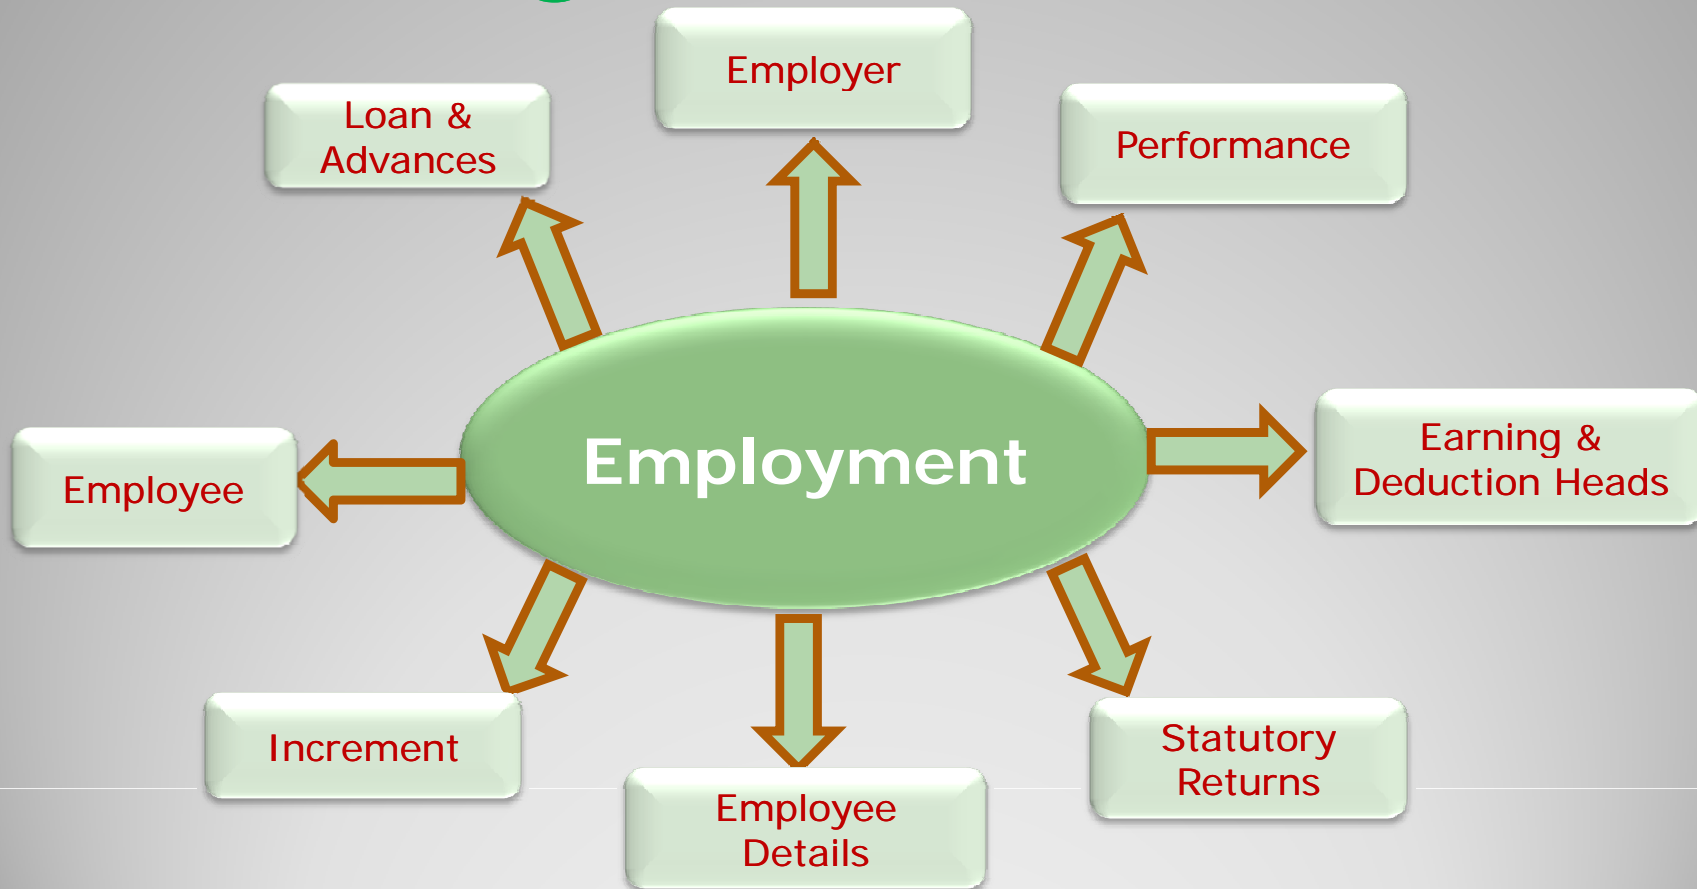 Employer
Loan &
Advances
Performance
Earning &
Deduction Heads
Employment
Employee
Increment
Statutory
Returns
Employee
Details